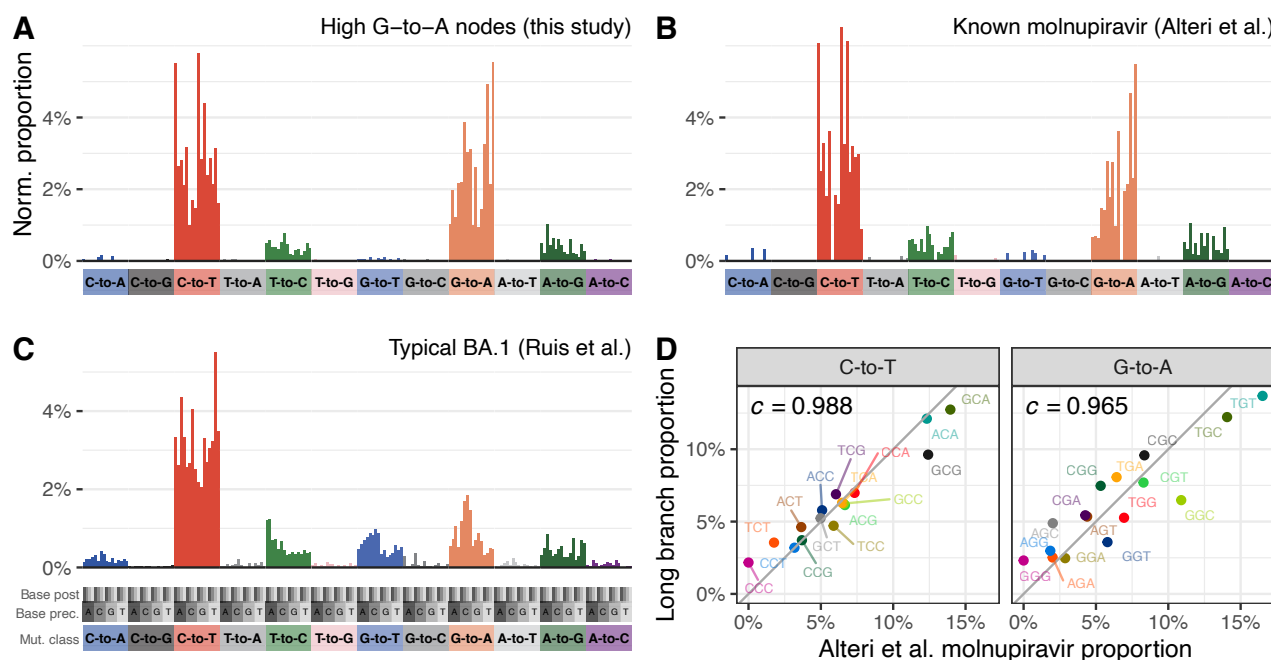 A
High G-to-A nodes (this study)
Norm. proportion
4%
2%
0%
C-to-A C-to-G C-to-T T-to-A T-to-C T-to-G G-to-T G-to-C G-to-A A-to-T A-to-G A-to-C
B
Known molnupiravir (Alteri et al.)
4%
2%
0%
C-to-A C-to-G C-to-T T-to-A T-to-C T-to-G G-to-T G-to-C G-to-A A-to-T A-to-G A-to-C
C
Typical BA.1 (Ruis et al.)
4%
2%
0%
Base post
Base prec. A C G T A C G T A C G T A C G T A C G T A C G T A C G T A C G T A C G T A C G T A C G T A C G T
Mut. class C-to-A C-to-G C-to-T T-to-A T-to-C T-to-G G-to-T G-to-C G-to-A A-to-T A-to-G A-to-C
D
Long branch proportion
10%
5%
0%
C-to-T
c = 0.988
GCA
ACA
TCG
CCA
GCG
ACC
TCA
GCC
ACT
ACG
TCT
GCT
TCC
CCT
CCG
CCC
0% 5% 10% 15%
G-to-A
c = 0.965
TGT
TGC
CGC
CGG
TGA
CGT
CGA
TGG
GGC
AGC
AGT
AGG
GGA
GGT
GGG
AGA
0% 5% 10% 15%
Alteri et al. molnupiravir proportion